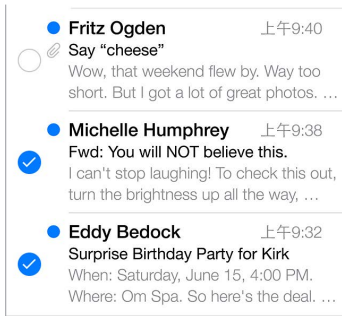 Fritz Ogden 上午9:40
Say “cheese”
Wow, that weekend flew by. Way too
short. But I got a lot of great photos. …
Michelle Humphrey 上午9:38
Fwd: You will NOT believe this.
I can't stop laughing! To check this out,
turn the brightness up all the way, …
Eddy Bedock 上午9:32
Surprise Birthday Party for Kirk
When: Saturday, June 15, 4:00 PM.
Where: Om Spa. So here's the deal. …